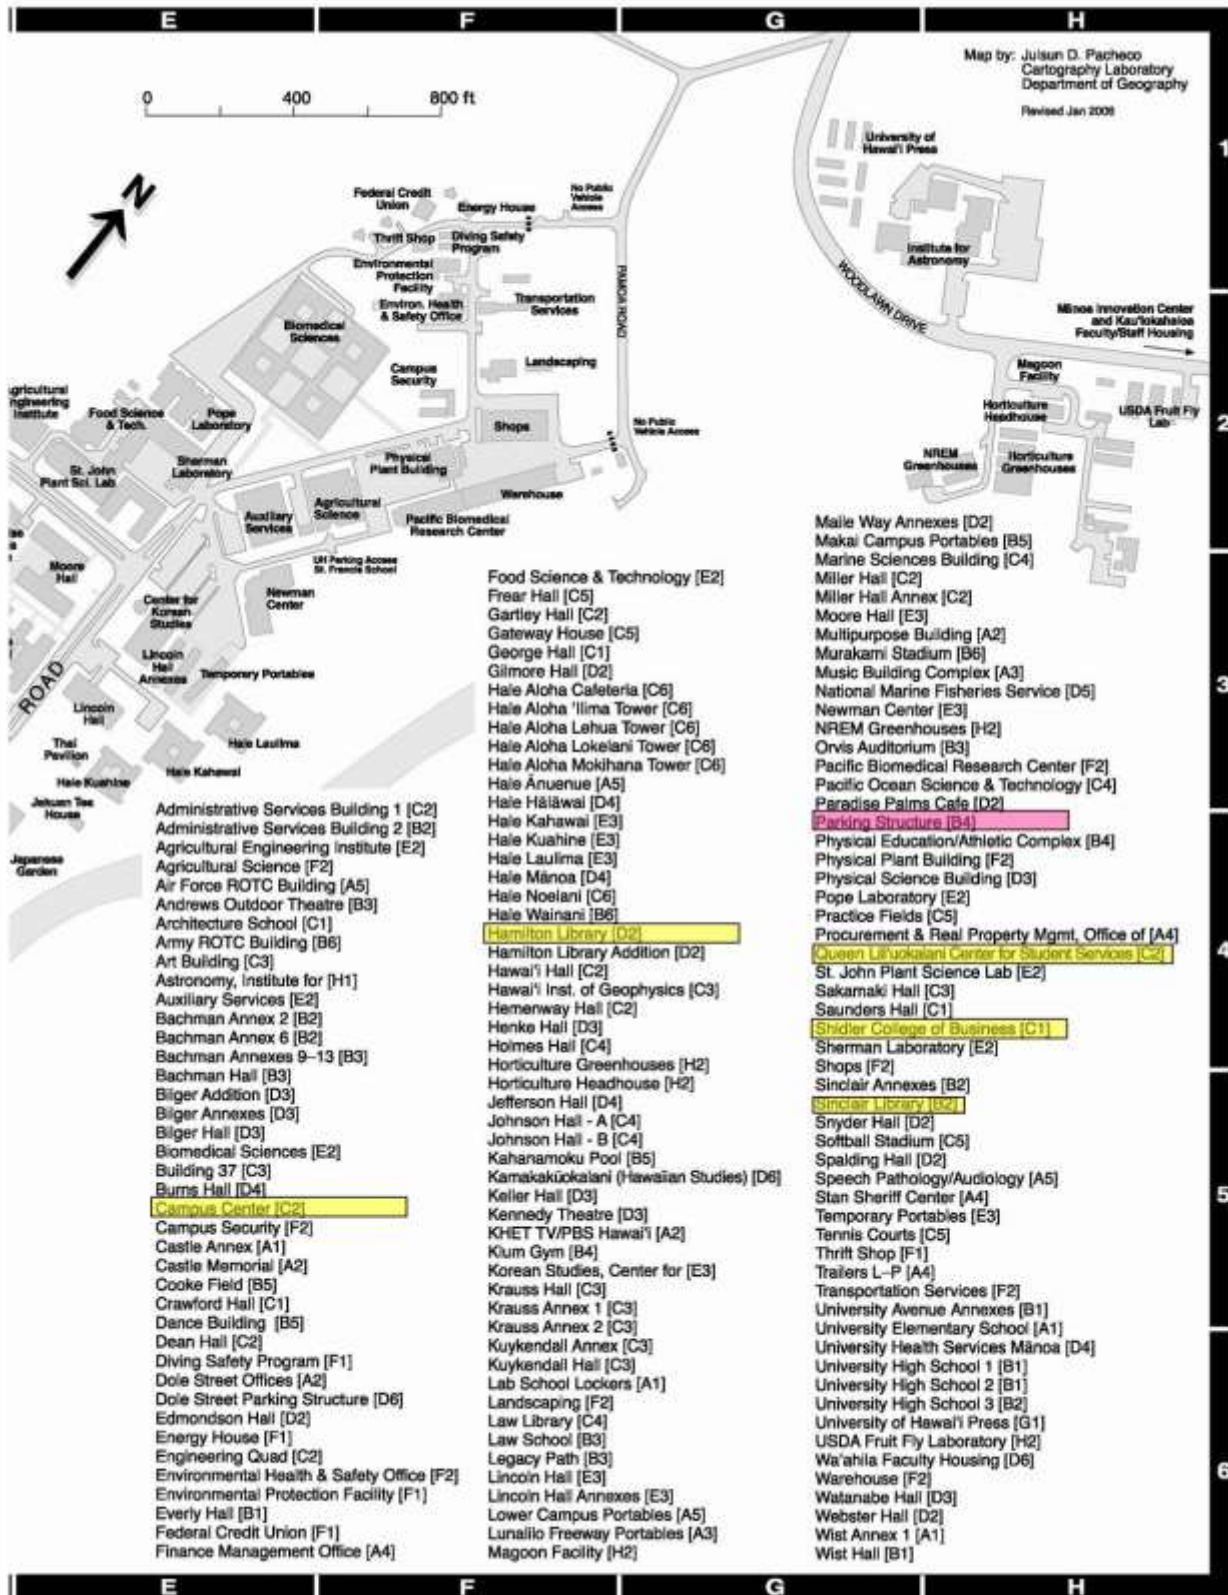 E F G H
Map by: Julsun D. Pacheco
Cartography Laboratory
Department of Geography
Revised Jan 2008
0 400 800 ft
N
1
University of
Hawai'i Press
Federal Credit
Union
Energy House
No Public
Vehicle
Access
Thrift Shop
Diving Safety
Program
Institute for
Astronomy
Environmental
Protection
Facility
Environ. Health
& Safety Office
PAMOA ROAD
WOODLAWN DRIVE
Transportation
Services
Mānoa Innovation Center
and Kau'iokahaloa
Faculty/Staff Housing
Biomedical
Sciences
Campus
Security
Landscaping
Magoon
Facility
Agricultural
Engineering
Institute
Food Science
& Tech.
Pope
Laboratory
Shops
No Public
Vehicle Access
Horticulture
Headhouse
USDA Fruit Fly
Lab
2
St. John
Plant Sci. Lab
Sherman
Laboratory
Physical
Plant Building
NREM
Greenhouses
Horticulture
Greenhouses
Auxiliary
Services
Agricultural
Science
Warehouse
Pacific Biomedical
Research Center
UH Parking Access
St. Francis School
Moore
Hall
Center for
Korean
Studies
Newman
Center
Lincoln
Hall
Annexes
Temporary Portables
ROAD
Lincoln
Hall
Thai
Pavilion
Hale Laulima
Hale Kuahine
Hale Kahawai
Jakuan Tea
House
Japanese
Garden
3
4
5
6
Administrative Services Building 1 [C2]
Administrative Services Building 2 [B2]
Agricultural Engineering Institute [E2]
Agricultural Science [F2]
Air Force ROTC Building [A5]
Andrews Outdoor Theatre [B3]
Architecture School [C1]
Army ROTC Building [B6]
Art Building [C3]
Astronomy, Institute for [H1]
Auxiliary Services [E2]
Bachman Annex 2 [B2]
Bachman Annex 6 [B2]
Bachman Annexes 9–13 [B3]
Bachman Hall [B3]
Bilger Addition [D3]
Bilger Annexes [D3]
Bilger Hall [D3]
Biomedical Sciences [E2]
Building 37 [C3]
Burns Hall [D4]
Campus Center [C2]
Campus Security [F2]
Castle Annex [A1]
Castle Memorial [A2]
Cooke Field [B5]
Crawford Hall [C1]
Dance Building [B5]
Dean Hall [C2]
Diving Safety Program [F1]
Dole Street Offices [A2]
Dole Street Parking Structure [D6]
Edmondson Hall [D2]
Energy House [F1]
Engineering Quad [C2]
Environmental Health & Safety Office [F2]
Environmental Protection Facility [F1]
Everly Hall [B1]
Federal Credit Union [F1]
Finance Management Office [A4]
Food Science & Technology [E2]
Frear Hall [C5]
Gartley Hall [C2]
Gateway House [C5]
George Hall [C1]
Gilmore Hall [D2]
Hale Aloha Cafeteria [C6]
Hale Aloha 'Ilima Tower [C6]
Hale Aloha Lehua Tower [C6]
Hale Aloha Lokelani Tower [C6]
Hale Aloha Mokihana Tower [C6]
Hale Ānuenue [A5]
Hale Hālāwai [D4]
Hale Kahawai [E3]
Hale Kuahine [E3]
Hale Laulima [E3]
Hale Mānoa [D4]
Hale Noelani [C6]
Hale Wainani [B6]
Hamilton Library [D2]
Hamilton Library Addition [D2]
Hawai'i Hall [C2]
Hawai'i Inst. of Geophysics [C3]
Hemenway Hall [C2]
Henke Hall [D3]
Holmes Hall [C4]
Horticulture Greenhouses [H2]
Horticulture Headhouse [H2]
Jefferson Hall [D4]
Johnson Hall - A [C4]
Johnson Hall - B [C4]
Kahanamoku Pool [B5]
Kamakakūokalani (Hawaiian Studies) [D6]
Keller Hall [D3]
Kennedy Theatre [D3]
KHET TV/PBS Hawai'i [A2]
Klum Gym [B4]
Korean Studies, Center for [E3]
Krauss Hall [C3]
Krauss Annex 1 [C3]
Krauss Annex 2 [C3]
Kuykendall Annex [C3]
Kuykendall Hall [C3]
Lab School Lockers [A1]
Landscaping [F2]
Law Library [C4]
Law School [B3]
Legacy Path [B3]
Lincoln Hall [E3]
Lincoln Hall Annexes [E3]
Lower Campus Portables [A5]
Lunalilo Freeway Portables [A3]
Magoon Facility [H2]
Maile Way Annexes [D2]
Makai Campus Portables [B5]
Marine Sciences Building [C4]
Miller Hall [C2]
Miller Hall Annex [C2]
Moore Hall [E3]
Multipurpose Building [A2]
Murakami Stadium [B6]
Music Building Complex [A3]
National Marine Fisheries Service [D5]
Newman Center [E3]
NREM Greenhouses [H2]
Orvis Auditorium [B3]
Pacific Biomedical Research Center [F2]
Pacific Ocean Science & Technology [C4]
Paradise Palms Cafe [D2]
Parking Structure [B4]
Physical Education/Athletic Complex [B4]
Physical Plant Building [F2]
Physical Science Building [D3]
Pope Laboratory [E2]
Practice Fields [C5]
Procurement & Real Property Mgmt, Office of [A4]
Queen Lili'uokalani Center for Student Services [C2]
St. John Plant Science Lab [E2]
Sakamaki Hall [C3]
Saunders Hall [C1]
Shidler College of Business [C1]
Sherman Laboratory [E2]
Shops [F2]
Sinclair Annexes [B2]
Sinclair Library [B2]
Snyder Hall [D2]
Softball Stadium [C5]
Spalding Hall [D2]
Speech Pathology/Audiology [A5]
Stan Sheriff Center [A4]
Temporary Portables [E3]
Tennis Courts [C5]
Thrift Shop [F1]
Trailers L–P [A4]
Transportation Services [F2]
University Avenue Annexes [B1]
University Elementary School [A1]
University Health Services Mānoa [D4]
University High School 1 [B1]
University High School 2 [B1]
University High School 3 [B2]
University of Hawai'i Press [G1]
USDA Fruit Fly Laboratory [H2]
Wa'ahila Faculty Housing [D6]
Warehouse [F2]
Watanabe Hall [D3]
Webster Hall [D2]
Wist Annex 1 [A1]
Wist Hall [B1]
E F G H